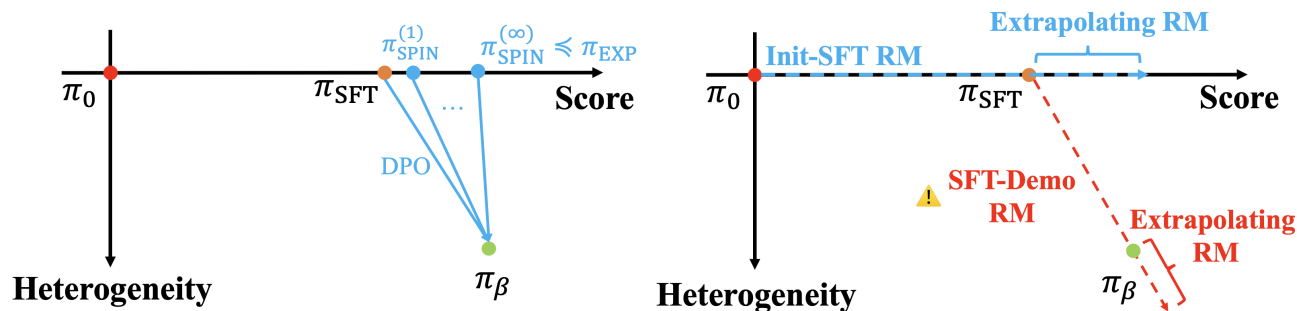 π_SPIN^(1)
π_SPIN^(∞) ≼ π_EXP
π_0
π_SFT
Score
...
DPO
π_β
Heterogeneity
Extrapolating RM
Init-SFT RM
π_0
π_SFT
Score
SFT-Demo
RM
Extrapolating
RM
π_β
Heterogeneity